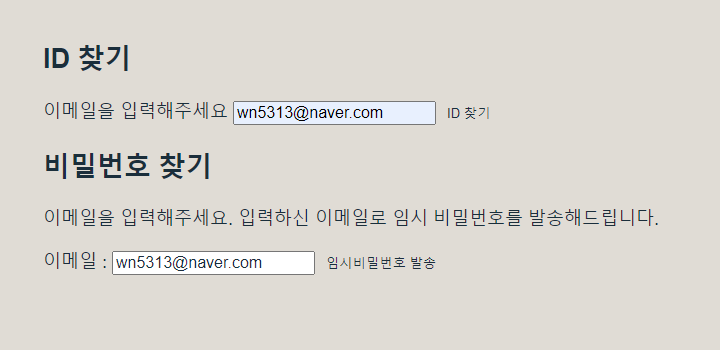 ID 찾기
이메일을 입력해주세요 wn5313@naver.com ID 찾기
비밀번호 찾기
이메일을 입력해주세요. 입력하신 이메일로 임시 비밀번호를 발송해드립니다.
이메일 : wn5313@naver.com 임시비밀번호 발송